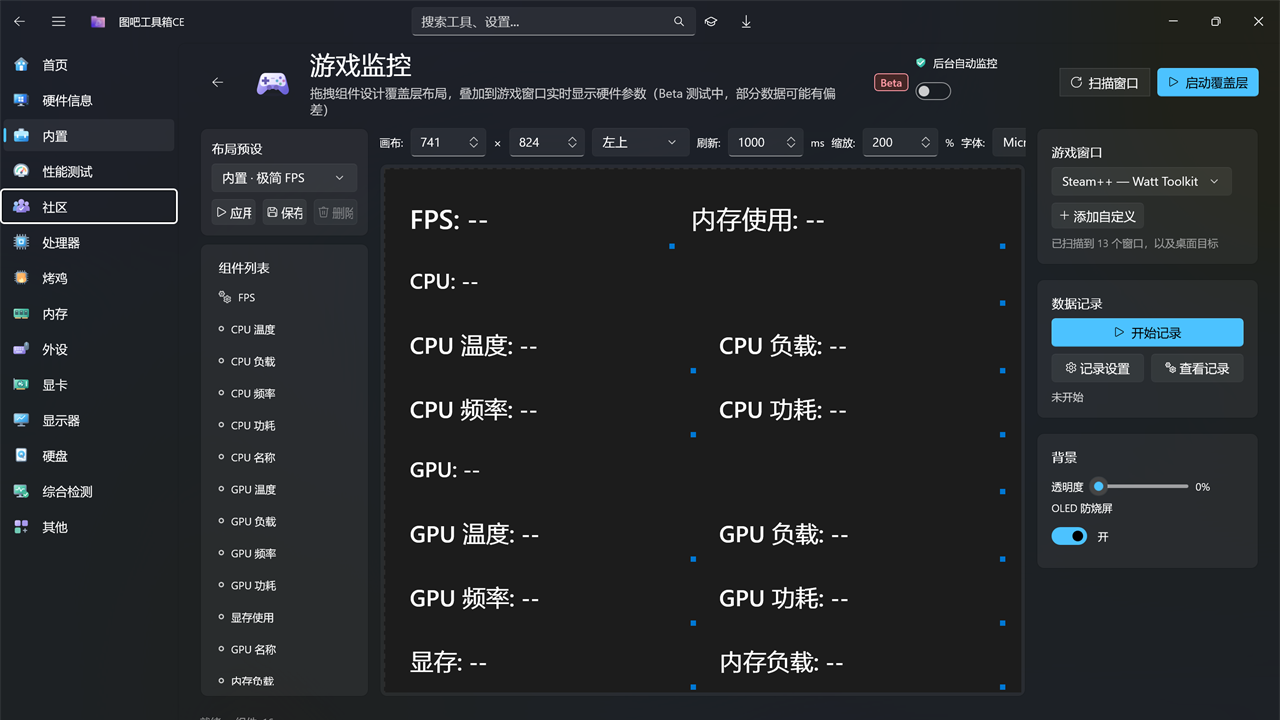 图吧工具箱CE
搜索工具、设置...
首页
硬件信息
内置
性能测试
社区
处理器
烤鸡
内存
外设
显卡
显示器
硬盘
综合检测
其他
游戏监控
拖拽组件设计覆盖层布局，叠加到游戏窗口实时显示硬件参数（Beta 测试中，部分数据可能有偏
差）
Beta
后台自动监控
扫描窗口
启动覆盖层
布局预设
内置 · 极简 FPS
应用
保存
删除
组件列表
FPS
CPU 温度
CPU 负载
CPU 频率
CPU 功耗
CPU 名称
GPU 温度
GPU 负载
GPU 频率
GPU 功耗
显存使用
GPU 名称
内存负载
画布: 741 × 824 左上 刷新: 1000 ms 缩放: 200 % 字体: Micr
FPS: -- 内存使用: --
CPU: --
CPU 温度: -- CPU 负载: --
CPU 频率: -- CPU 功耗: --
GPU: --
GPU 温度: -- GPU 负载: --
GPU 频率: -- GPU 功耗: --
显存: -- 内存负载: --
游戏窗口
Steam++ — Watt Toolkit
添加自定义
已扫描到 13 个窗口，以及桌面目标
数据记录
开始记录
记录设置
查看记录
未开始
背景
透明度 0%
OLED 防烧屏
开